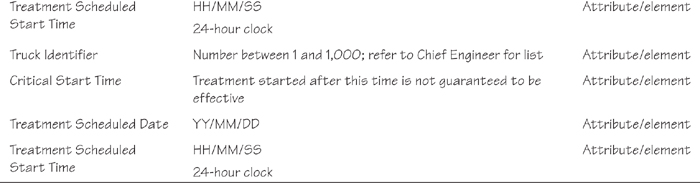 Treatment Scheduled HH/MM/SS Attribute/element
Start Time 24-hour clock
Truck Identifier Number between 1 and 1,000; refer to Chief Engineer for list Attribute/element
Critical Start Time Treatment started after this time is not guaranteed to be Attribute/element
effective
Treatment Scheduled Date YY/MM/DD Attribute/element
Treatment Scheduled HH/MM/SS Attribute/element
Start Time 24-hour clock